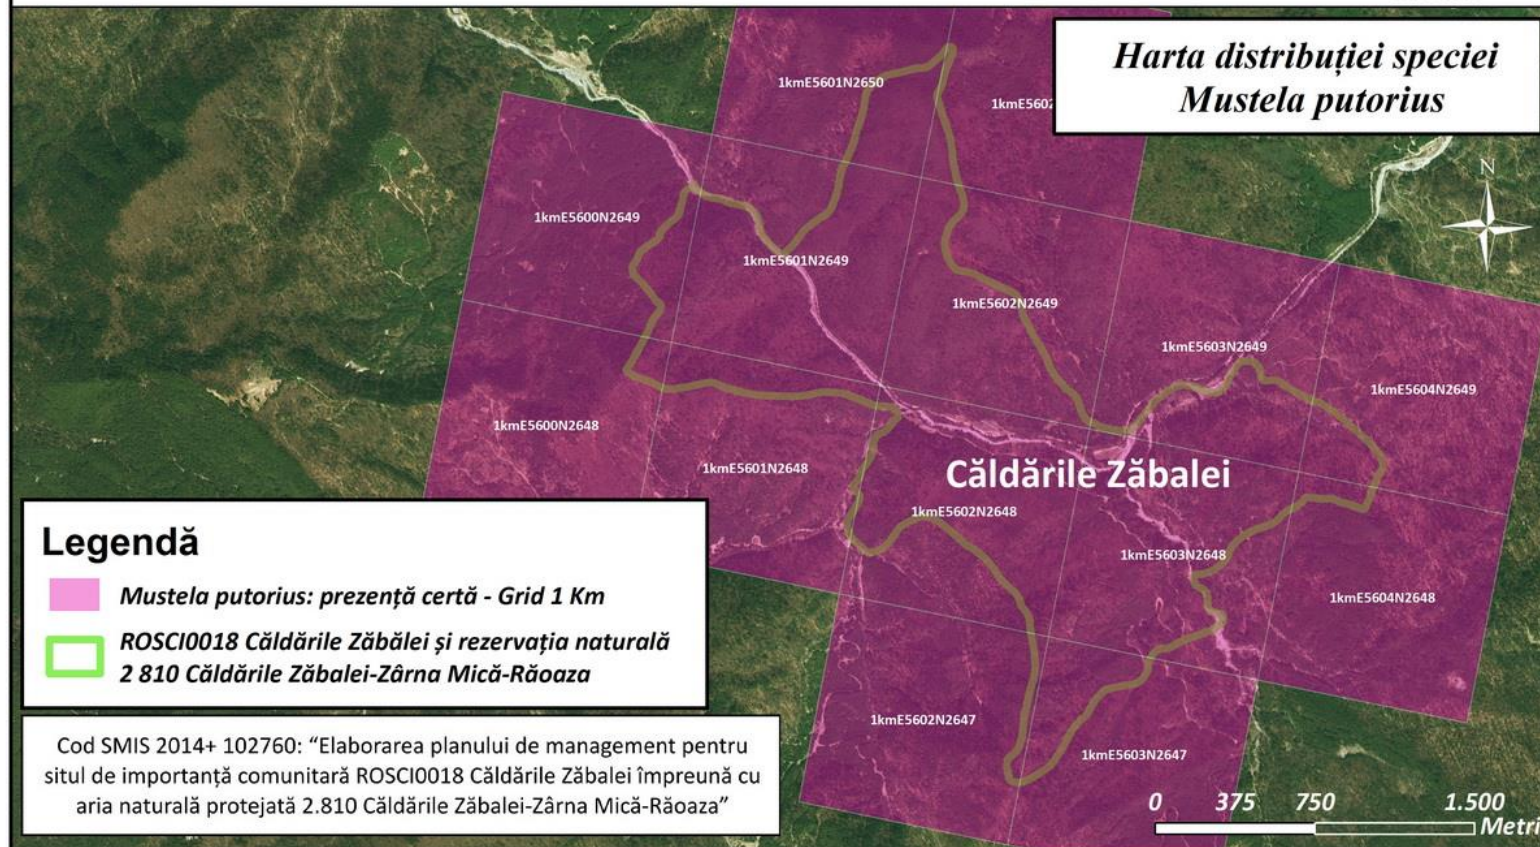 Harta distribuției speciei
Mustela putorius
N
1kmE5601N2650
1kmE5602
1kmE5600N2649
1kmE5601N2649
1kmE5602N2649
1kmE5603N2649
1kmE5604N2649
1kmE5600N2648
1kmE5601N2648
Căldările Zăbalei
1kmE5602N2648
1kmE5603N2648
1kmE5604N2648
1kmE5602N2647
1kmE5603N2647
Legendă
Mustela putorius: prezență certă - Grid 1 Km
ROSCI0018 Căldările Zăbălei și rezervația naturală
2 810 Căldările Zăbalei-Zârna Mică-Răoaza
Cod SMIS 2014+ 102760: “Elaborarea planului de management pentru
situl de importanță comunitară ROSCI0018 Căldările Zăbalei împreună cu
aria naturală protejată 2.810 Căldările Zăbalei-Zârna Mică-Răoaza”
0 375 750 1.500
Metri